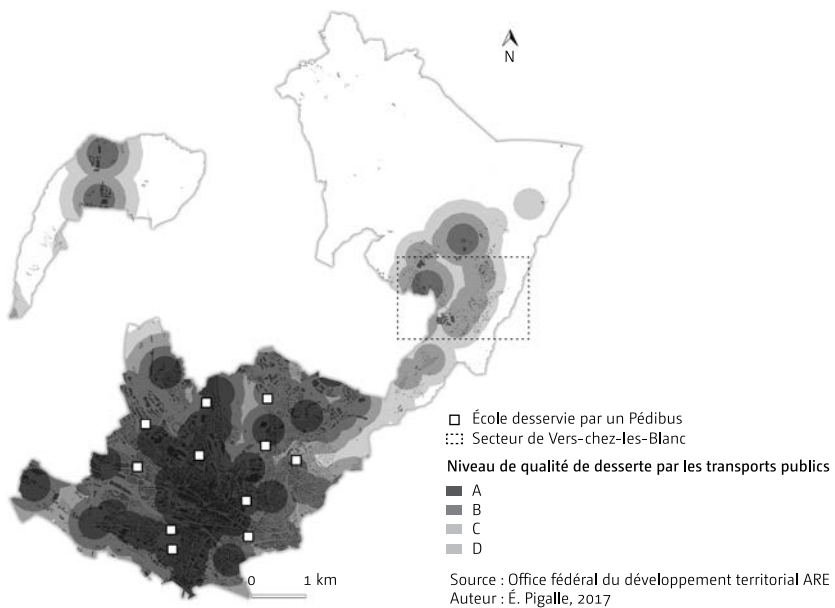 N
École desservie par un Pédibus
Secteur de Vers-chez-les-Blanc
Niveau de qualité de desserte par les transports publics
A
B
C
D
0 1 km
Source : Office fédéral du développement territorial ARE
Auteur : É. Pigalle, 2017